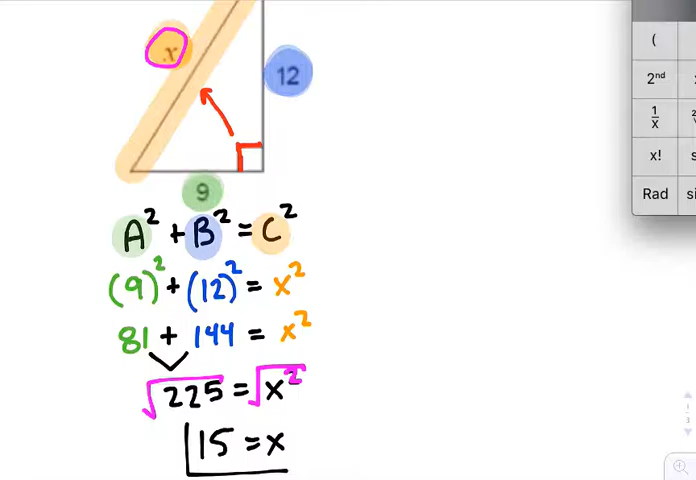 x
12
9
A² + B² = C²
(9)² + (12)² = x²
81 + 144 = x²
√225 = √x²
15 = x
(
2ⁿᵈ
1/x
x!
Rad
si